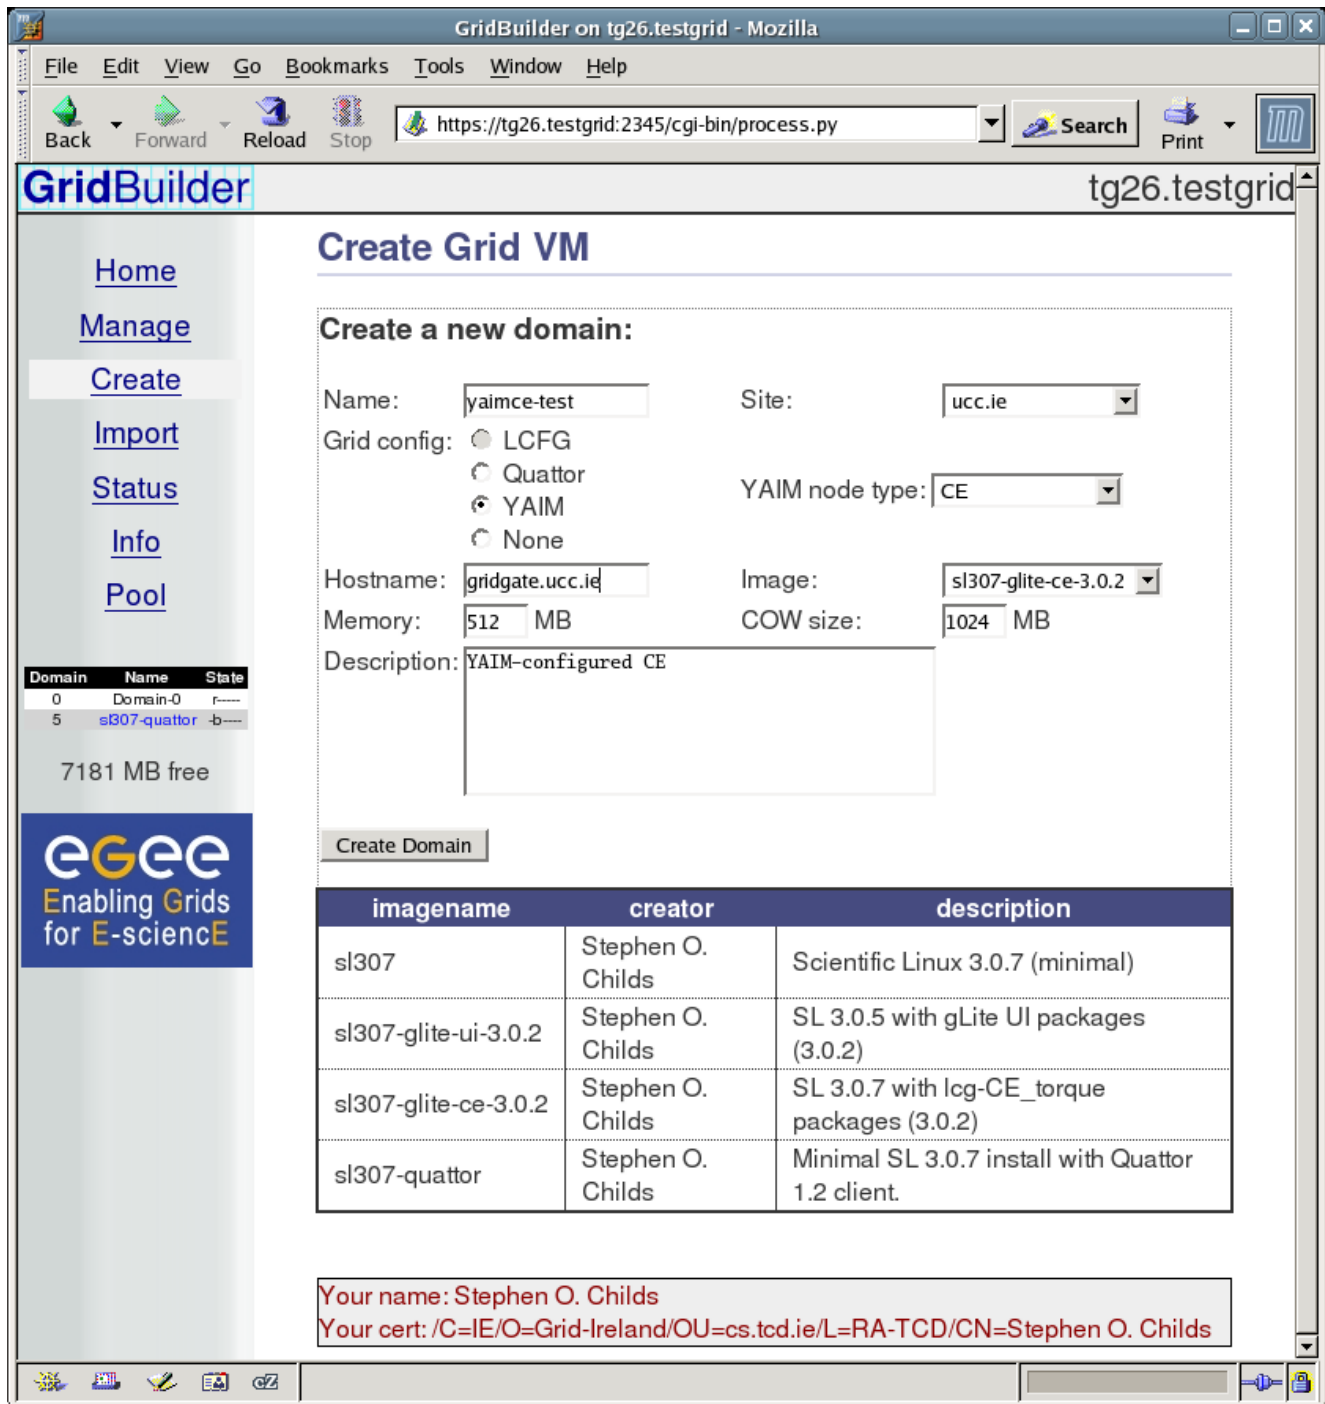 GridBuilder on tg26.testgrid - Mozilla
File Edit View Go Bookmarks Tools Window Help
Back Forward Reload Stop https://tg26.testgrid:2345/cgi-bin/process.py Search Print
GridBuilder tg26.testgrid
Home
Manage
Create
Import
Status
Info
Pool
Domain Name State
0 Domain-0 r-----
5 sl307-quattor -b----
7181 MB free
eGee
Enabling Grids
for E-sciencE
Create Grid VM
Create a new domain:
Name: yaimce-test Site: ucc.ie
Grid config: LCFG
Quattor
YAIM node type: CE
YAIM
None
Hostname: gridgate.ucc.ie Image: sl307-glite-ce-3.0.2
Memory: 512 MB COW size: 1024 MB
Description: YAIM-configured CE
Create Domain
imagename creator description
sl307 Stephen O. Childs Scientific Linux 3.0.7 (minimal)
sl307-glite-ui-3.0.2 Stephen O. Childs SL 3.0.5 with gLite UI packages (3.0.2)
sl307-glite-ce-3.0.2 Stephen O. Childs SL 3.0.7 with lcg-CE_torque packages (3.0.2)
sl307-quattor Stephen O. Childs Minimal SL 3.0.7 install with Quattor 1.2 client.
Your name: Stephen O. Childs
Your cert: /C=IE/O=Grid-Ireland/OU=cs.tcd.ie/L=RA-TCD/CN=Stephen O. Childs